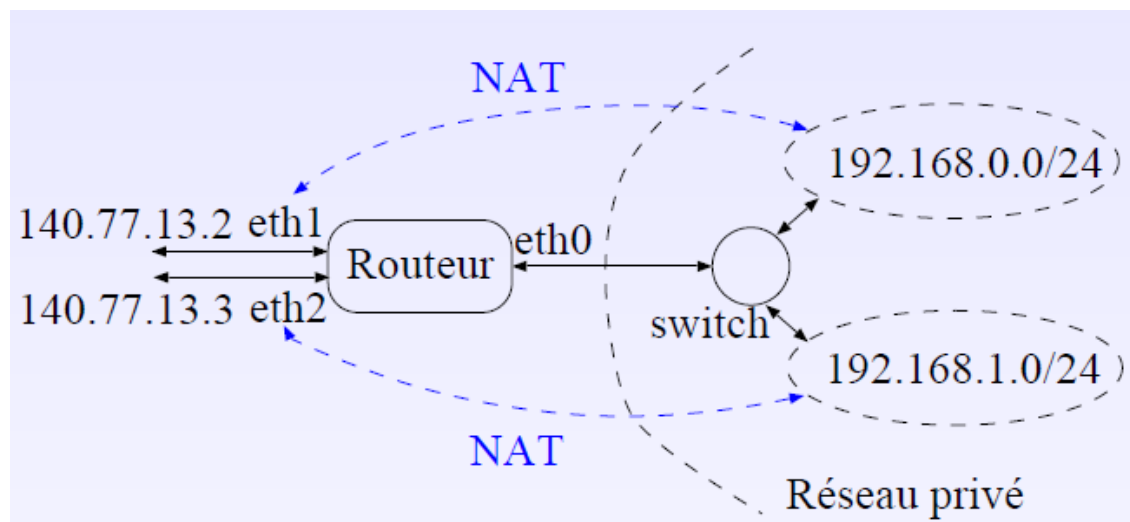 NAT
192.168.0.0/24
140.77.13.2 eth1
Routeur
eth0
140.77.13.3 eth2
switch
192.168.1.0/24
NAT
Réseau privé